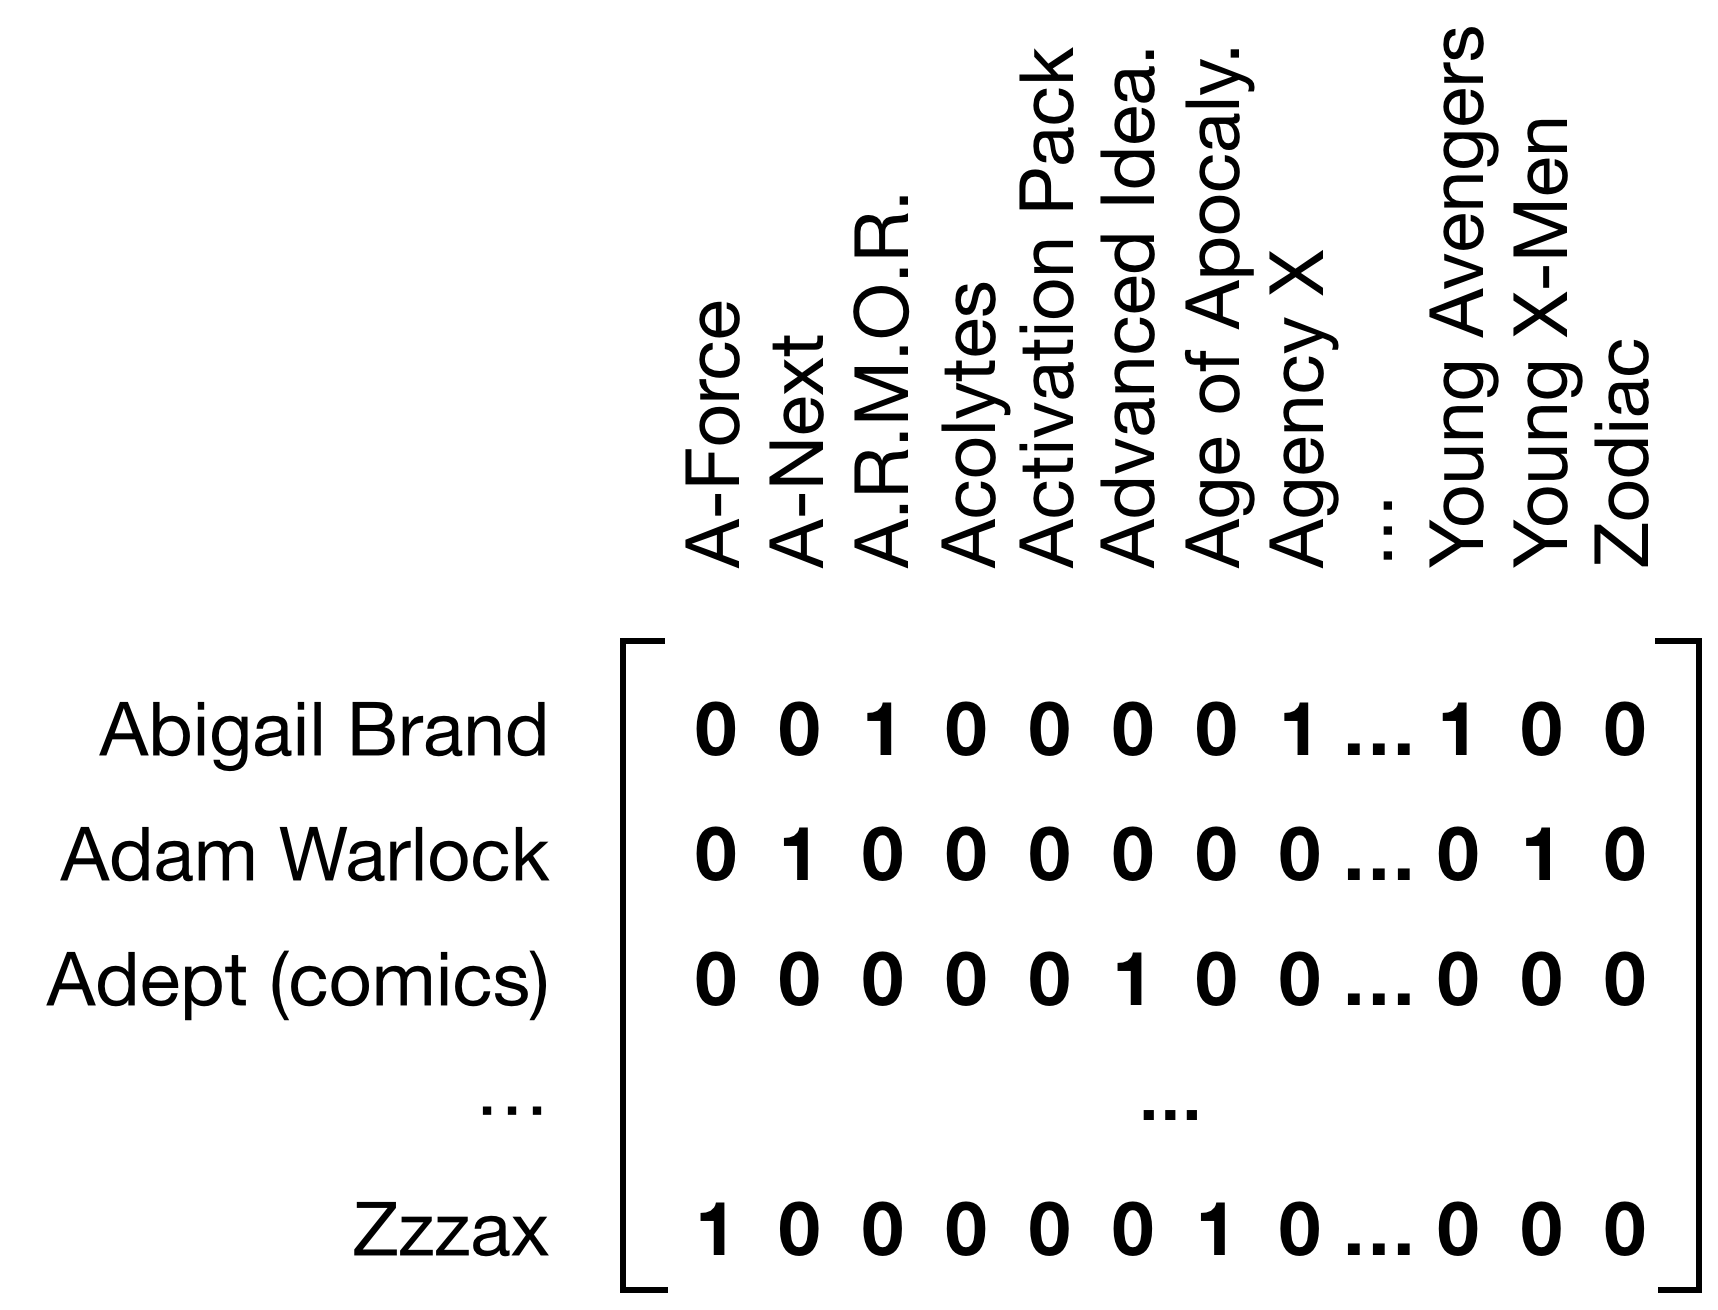 A-Force
A-Next
A.R.M.O.R.
Acolytes
Activation Pack
Advanced Idea.
Age of Apocaly.
Agency X
...
Young Avengers
Young X-Men
Zodiac
Abigail Brand 0 0 1 0 0 0 0 1 ... 1 0 0
Adam Warlock 0 1 0 0 0 0 0 0 ... 0 1 0
Adept (comics) 0 0 0 0 0 1 0 0 ... 0 0 0
... ...
Zzzax 1 0 0 0 0 0 1 0 ... 0 0 0